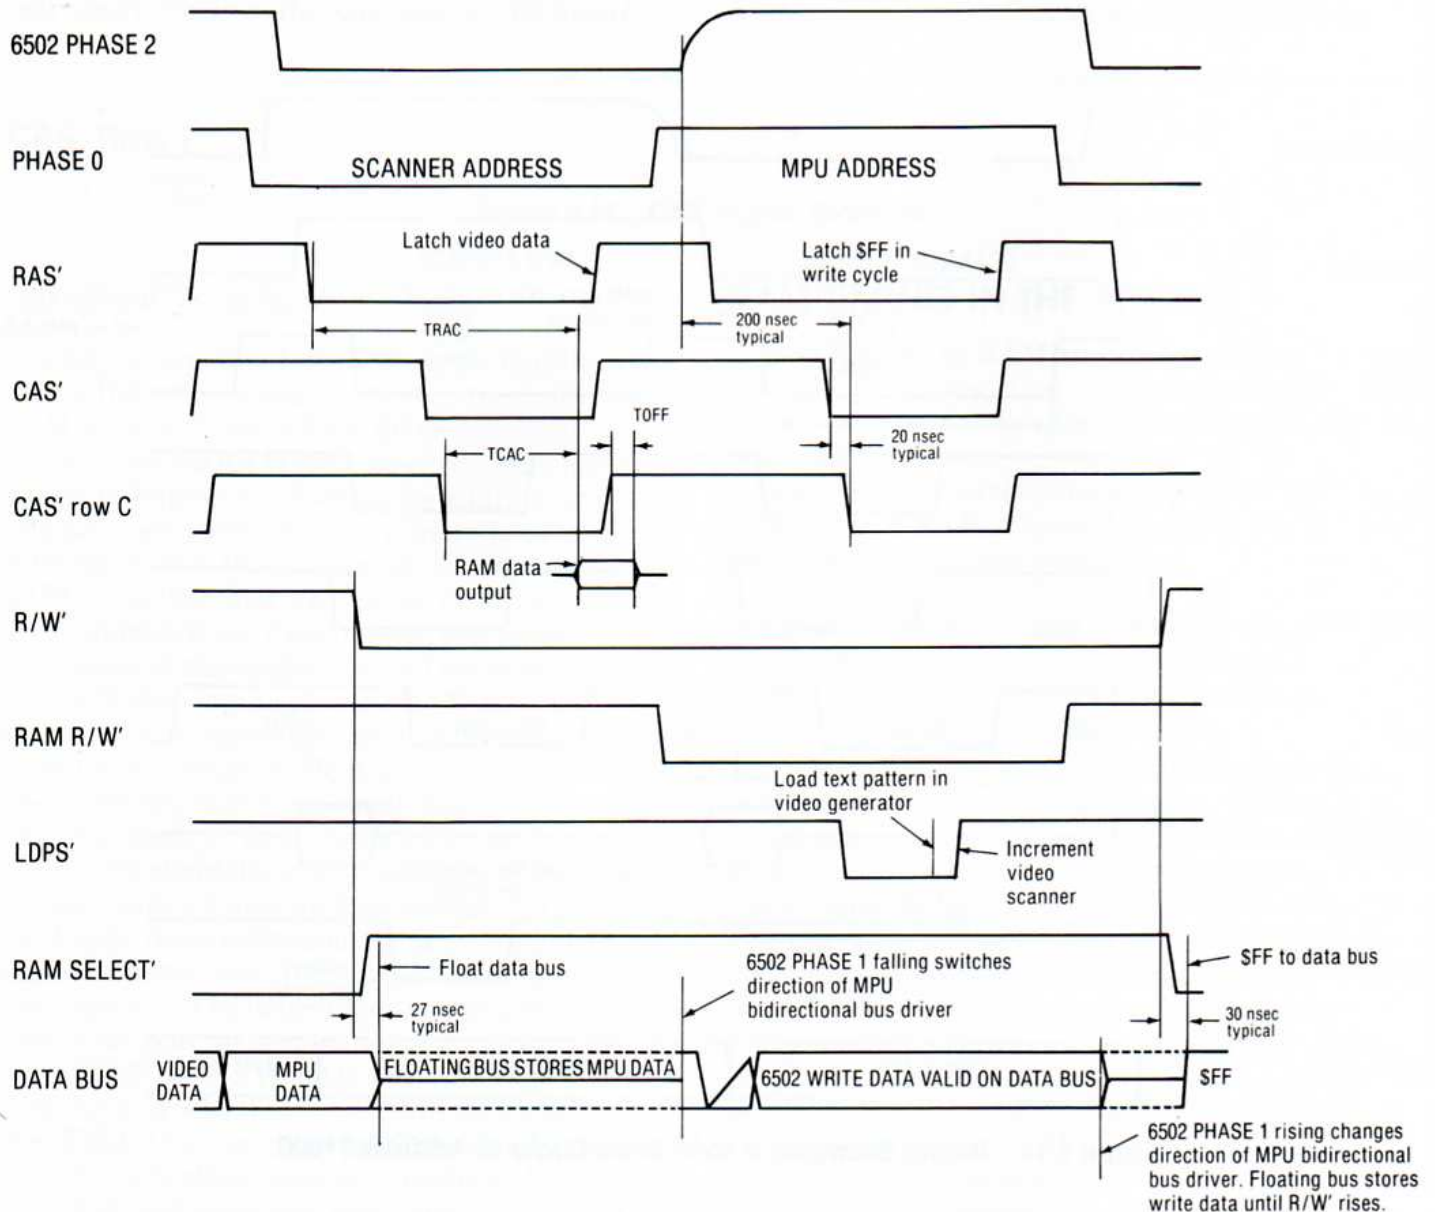 6502 PHASE 2
PHASE 0
SCANNER ADDRESS
MPU ADDRESS
RAS'
Latch video data
Latch $FF in
write cycle
TRAC
200 nsec
typical
CAS'
TOFF
20 nsec
typical
TCAC
CAS' row C
RAM data
output
R/W'
RAM R/W'
Load text pattern in
video generator
LDPS'
Increment
video
scanner
RAM SELECT'
Float data bus
6502 PHASE 1 falling switches
direction of MPU
bidirectional bus driver
$FF to data bus
27 nsec
typical
30 nsec
typical
DATA BUS
VIDEO
DATA
MPU
DATA
FLOATING BUS STORES MPU DATA
6502 WRITE DATA VALID ON DATA BUS
$FF
6502 PHASE 1 rising changes
direction of MPU bidirectional
bus driver. Floating bus stores
write data until R/W' rises.